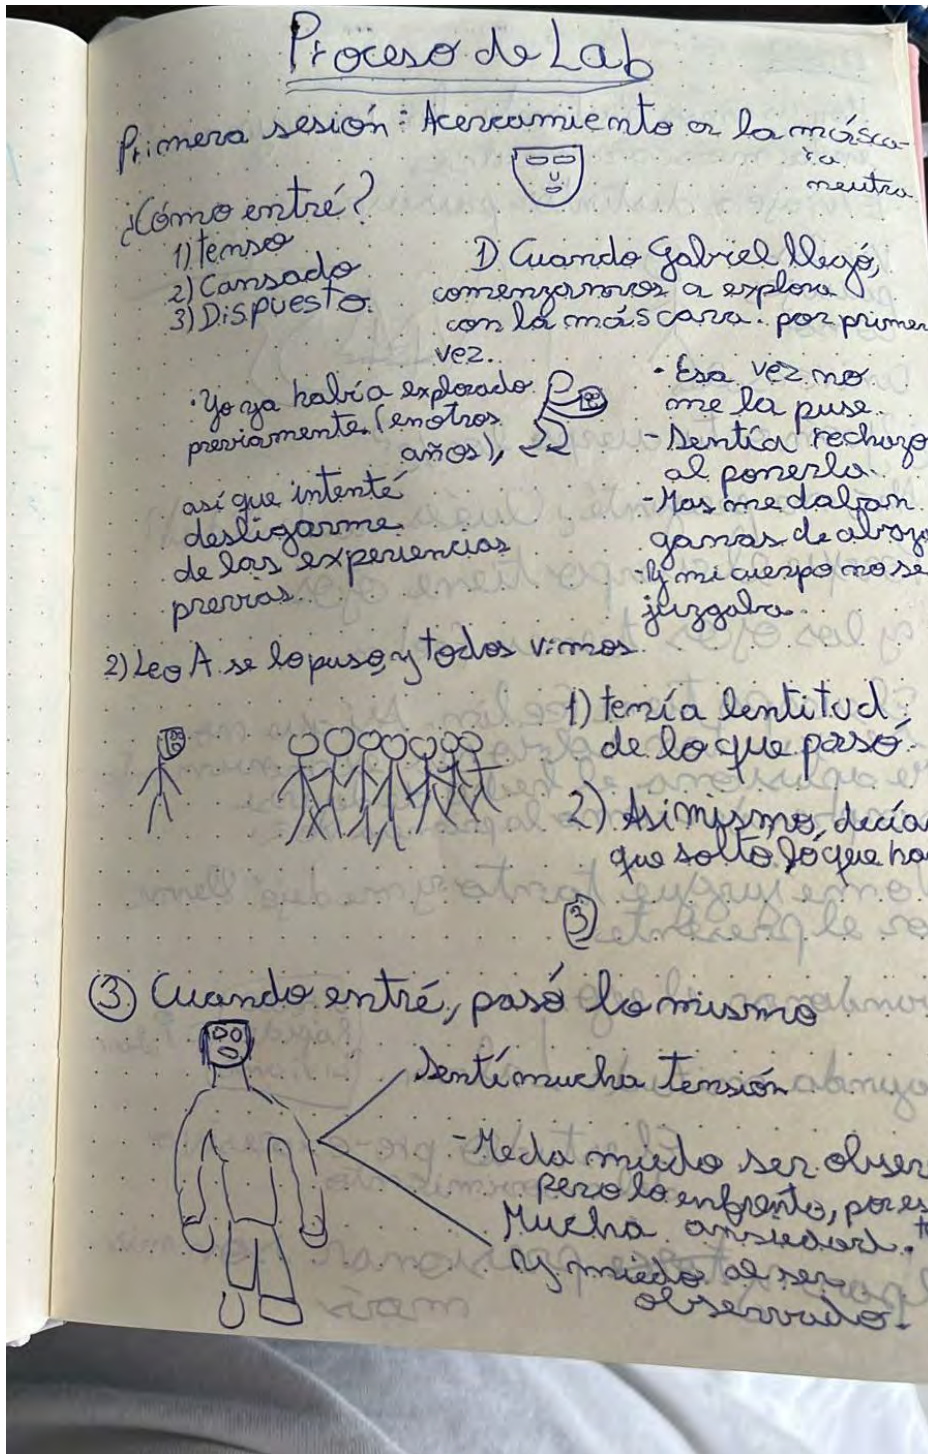 Proceso de Lab
Primera sesión: Acercamiento a la másca-
ra
neutra.
¿Cómo entré?
1) tenso
2) Cansado
3) Dispuesto.
1) Cuando Gabriel llegó,
comenzamos a explora
con la máscara por primer
vez.
· Yo ya había explorado
previamente (en otros
años),
así que intenté
desligarme
de las experiencias
previas.
· Esa vez no
me la puse.
- Sentía rechazo
al ponerla.
- Mas me daban
ganas de
- Y mi cuerpo no se
juzgaba.
2) Leo A. se lo puso, y todos vimos.
1) tenía lentitud
de lo que pasó.
2) Asimismo, decía
que soltó lo que ha
3
3) Cuando entré, pasó lo mismo
Sentí mucha tensión
- Me da miedo ser obser
pero lo enfrento, por es
Mucha ansiedad.
y miedo al ser
observado.